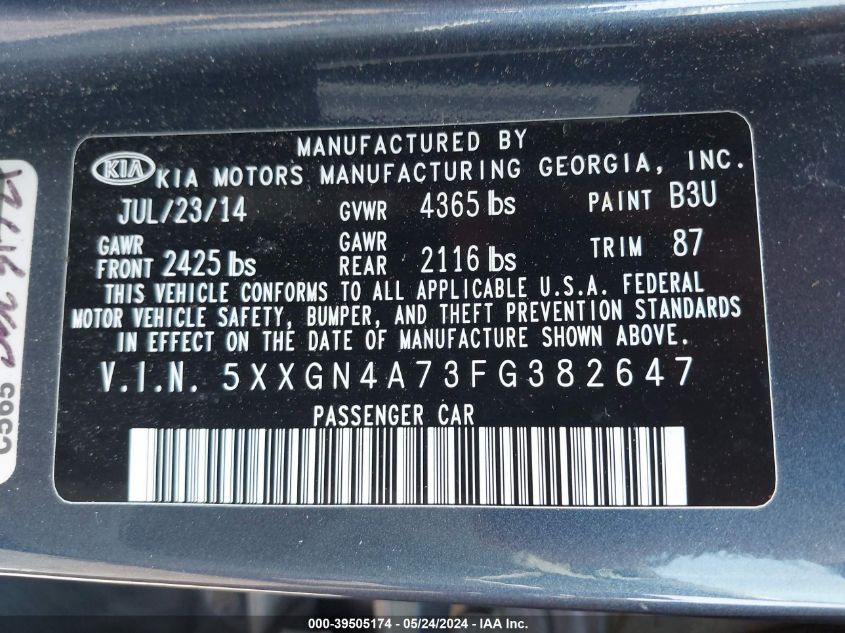 MANUFACTURED BY
KIA KIA MOTORS MANUFACTURING GEORGIA, INC.
JUL/23/14 GVWR 4365 lbs PAINT B3U
GAWR FRONT 2425 lbs GAWR REAR 2116 lbs TRIM 87
THIS VEHICLE CONFORMS TO ALL APPLICABLE U.S.A. FEDERAL
MOTOR VEHICLE SAFETY, BUMPER, AND THEFT PREVENTION STANDARDS
IN EFFECT ON THE DATE OF MANUFACTURE SHOWN ABOVE.
V.I.N. 5XXGN4A73FG382647
PASSENGER CAR
C565
000-39505174 - 05/24/2024 - IAA Inc.